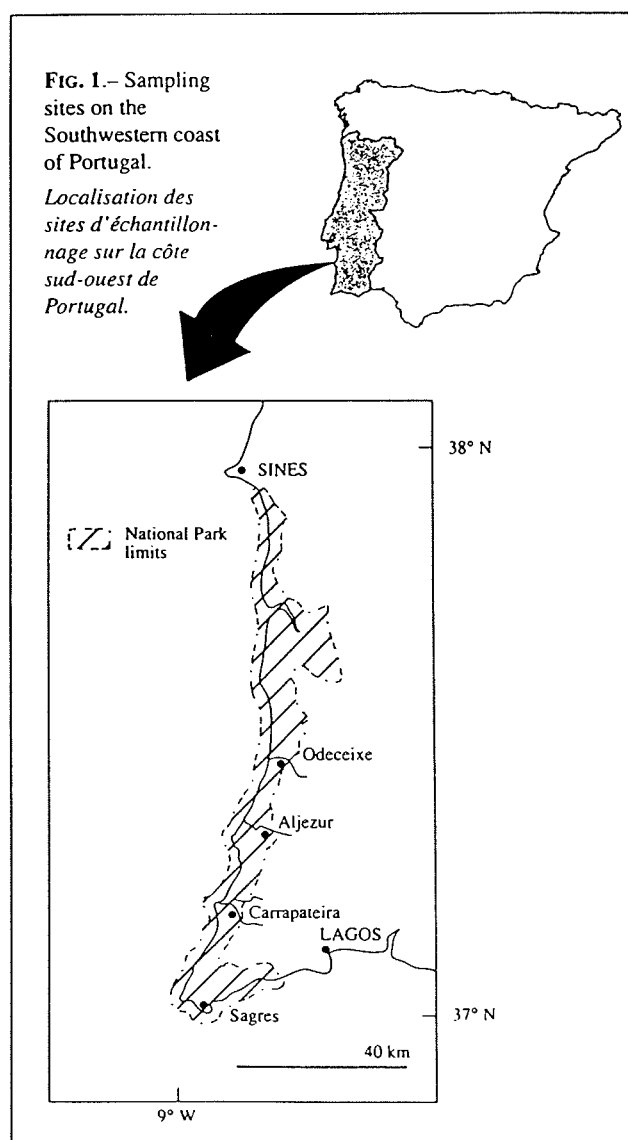 FIG. 1.– Sampling
sites on the
Southwestern coast
of Portugal.
Localisation des
sites d'échantillon-
nage sur la côte
sud-ouest de
Portugal.
38° N
SINES
National Park
limits
Odeceixe
Aljezur
Carrapateira
LAGOS
Sagres
37° N
40 km
9° W